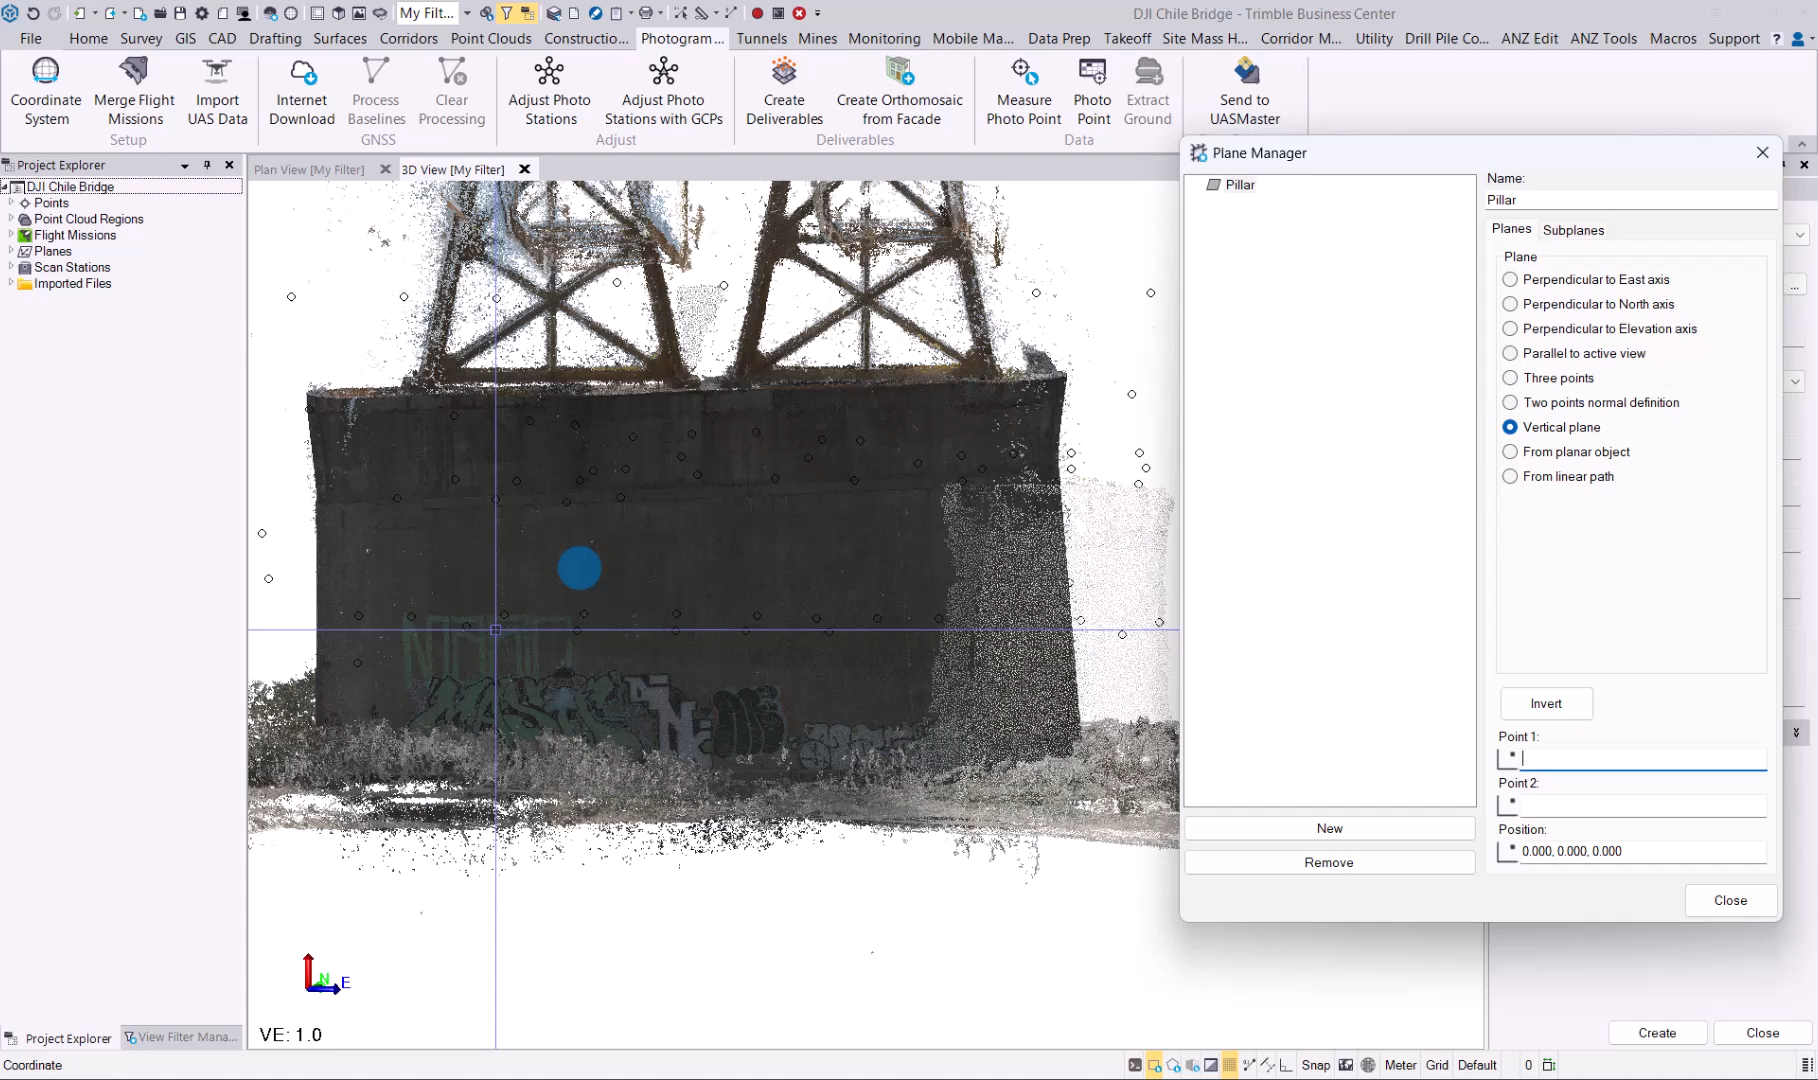 My Filt...
DJI Chile Bridge - Trimble Business Center
File Home Survey GIS CAD Drafting Surfaces Corridors Point Clouds Constructio... Photogram... Tunnels Mines Monitoring Mobile Ma... Data Prep Takeoff Site Mass H... Corridor M... Utility Drill Pile Co... ANZ Edit ANZ Tools Macros Support ?
Coordinate System
Merge Flight Missions
Import UAS Data
Setup
Internet Download
Process Baselines
Clear Processing
GNSS
Adjust Photo Stations
Adjust Photo Stations with GCPs
Adjust
Create Deliverables
Create Orthomosaic from Facade
Deliverables
Measure Photo Point
Photo Point
Extract Ground
Data
Send to UASMaster
Project Explorer
DJI Chile Bridge
Points
Point Cloud Regions
Flight Missions
Planes
Scan Stations
Imported Files
Plan View [My Filter]
3D View [My Filter]
N
E
VE: 1.0
Plane Manager
Pillar
New
Remove
Name:
Pillar
Planes Subplanes
Plane
Perpendicular to East axis
Perpendicular to North axis
Perpendicular to Elevation axis
Parallel to active view
Three points
Two points normal definition
Vertical plane
From planar object
From linear path
Invert
Point 1:
Point 2:
Position:
0.000, 0.000, 0.000
Close
...
Create Close
Project Explorer View Filter Mana...
Coordinate
Snap Meter Grid Default 0